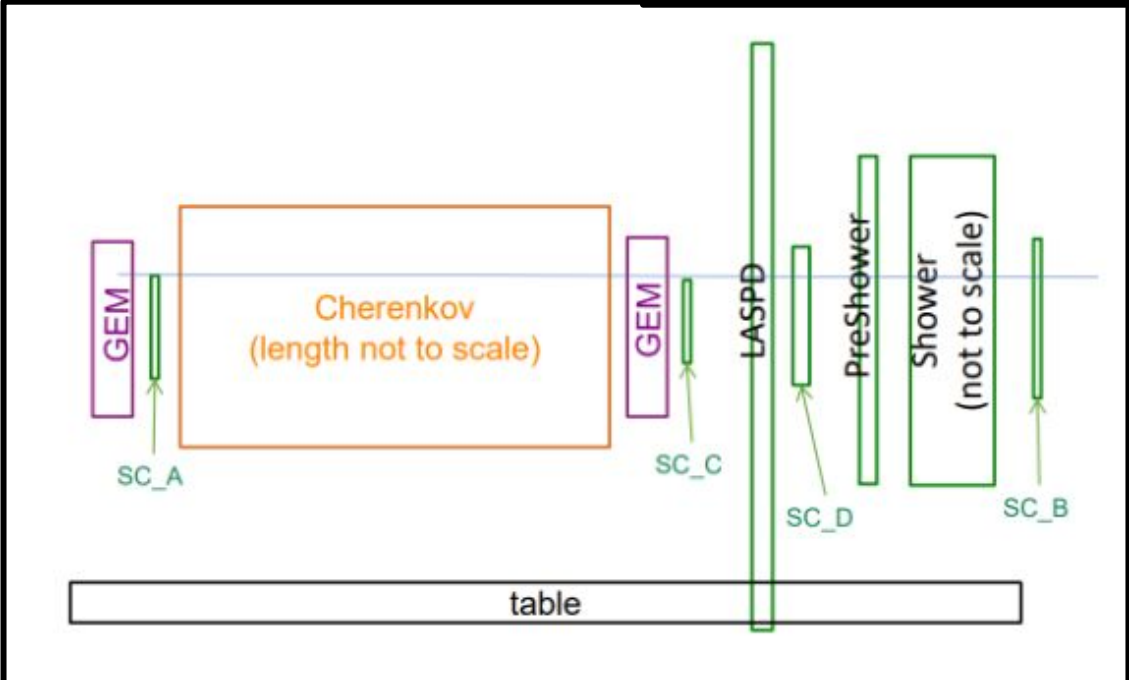 GEM
SC_A
Cherenkov
(length not to scale)
GEM
SC_C
LASPD
SC_D
PreShower
Shower
(not to scale)
SC_B
table